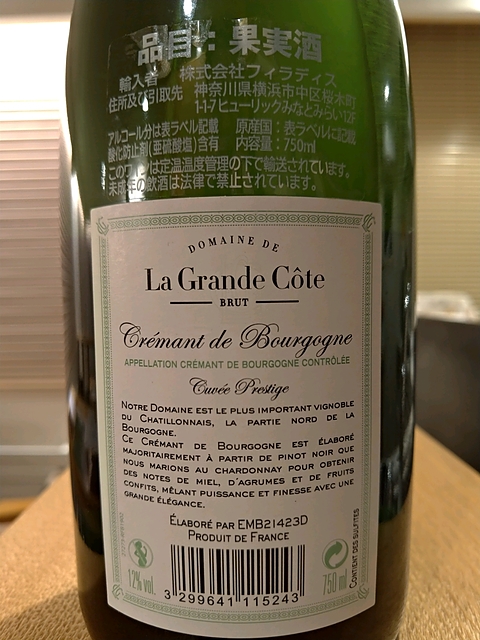 品目：果実酒
輸入者 株式会社フィラディス
住所及び引取先 神奈川県横浜市中区桜木町
1-1-7 ヒューリックみなとみらい12F
アルコール分は表ラベルに記載 原産国：表ラベルに記載
酸化防止剤(亜硫酸塩)含有 内容量：750ml
このワインは定温温度管理の下で輸送されています。
未成年の飲酒は法律で禁止されています。
DOMAINE DE
La Grande Côte
BRUT
Crémant de Bourgogne
APPELLATION CRÉMANT DE BOURGOGNE CONTRÔLÉE
Cuvée Prestige
NOTRE DOMAINE EST LE PLUS IMPORTANT VIGNOBLE
DU CHATILLONNAIS, LA PARTIE NORD DE LA
BOURGOGNE.
CE CRÉMANT DE BOURGOGNE EST ÉLABORÉ
MAJORITAIREMENT À PARTIR DE PINOT NOIR QUE
NOUS MARIONS AU CHARDONNAY POUR OBTENIR
DES NOTES DE MIEL, D'AGRUMES ET DE FRUITS
CONFITS, MÊLANT PUISSANCE ET FINESSE AVEC UNE
GRANDE ÉLÉGANCE.
ÉLABORÉ PAR EMB21423D
PRODUIT DE FRANCE
12% vol.
750 ml
CONTIENT DES SULFITES
3 299641 115243